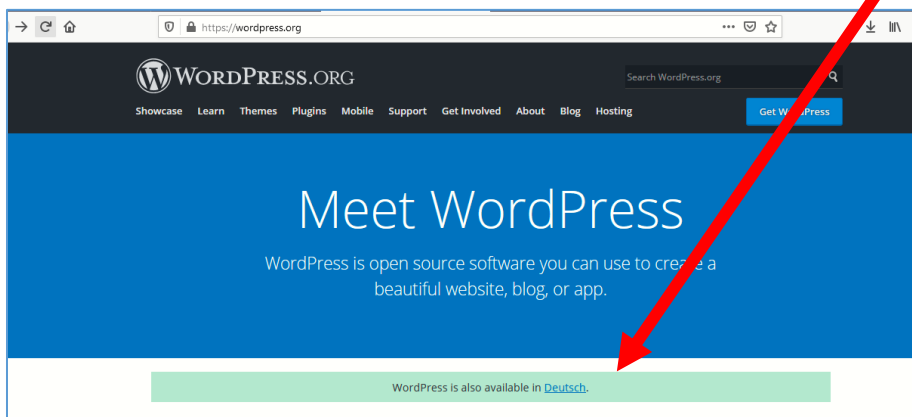 https://wordpress.org
WORDPRESS.ORG
Search WordPress.org
Showcase Learn Themes Plugins Mobile Support Get Involved About Blog Hosting
Get WordPress
Meet WordPress
WordPress is open source software you can use to create a
beautiful website, blog, or app.
WordPress is also available in Deutsch.